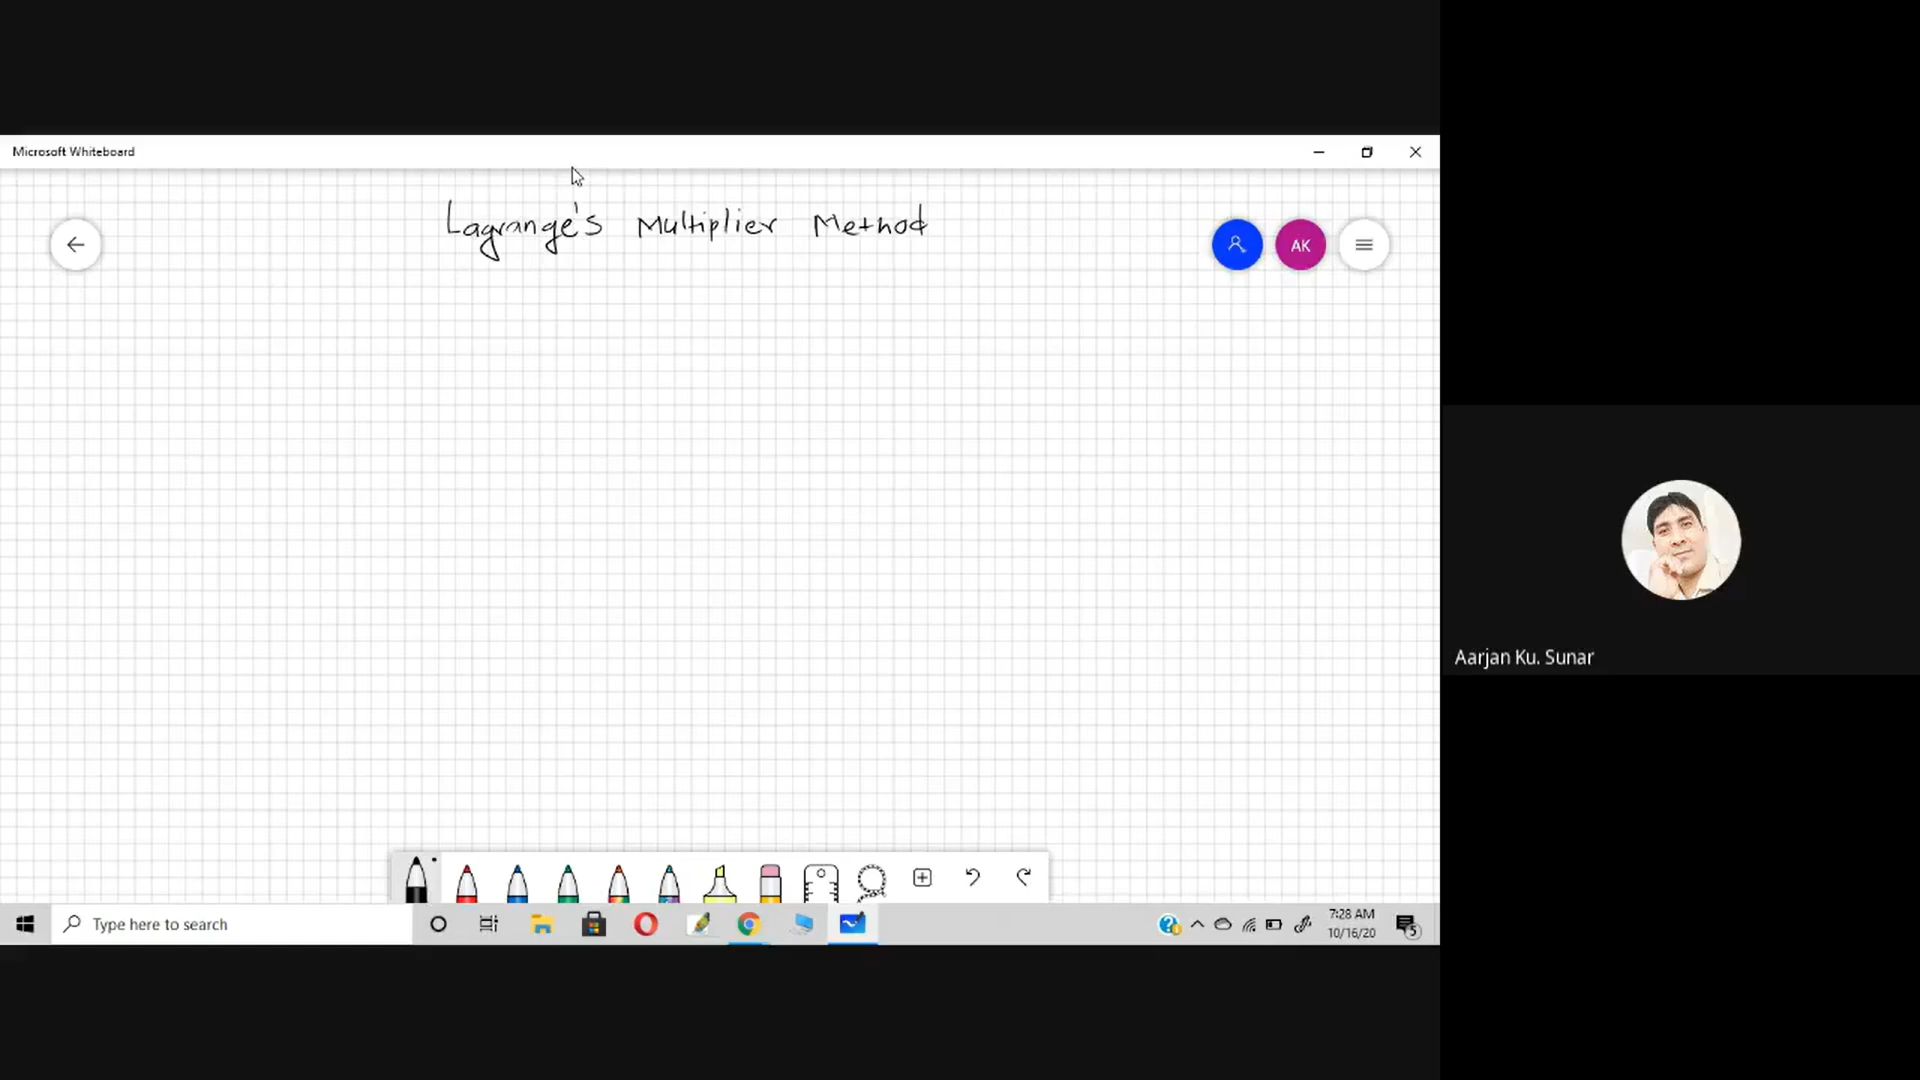 Microsoft Whiteboard
Lagrange's Multiplier Method
AK
Aarjan Ku. Sunar
Type here to search
7:28 AM
10/16/20
5